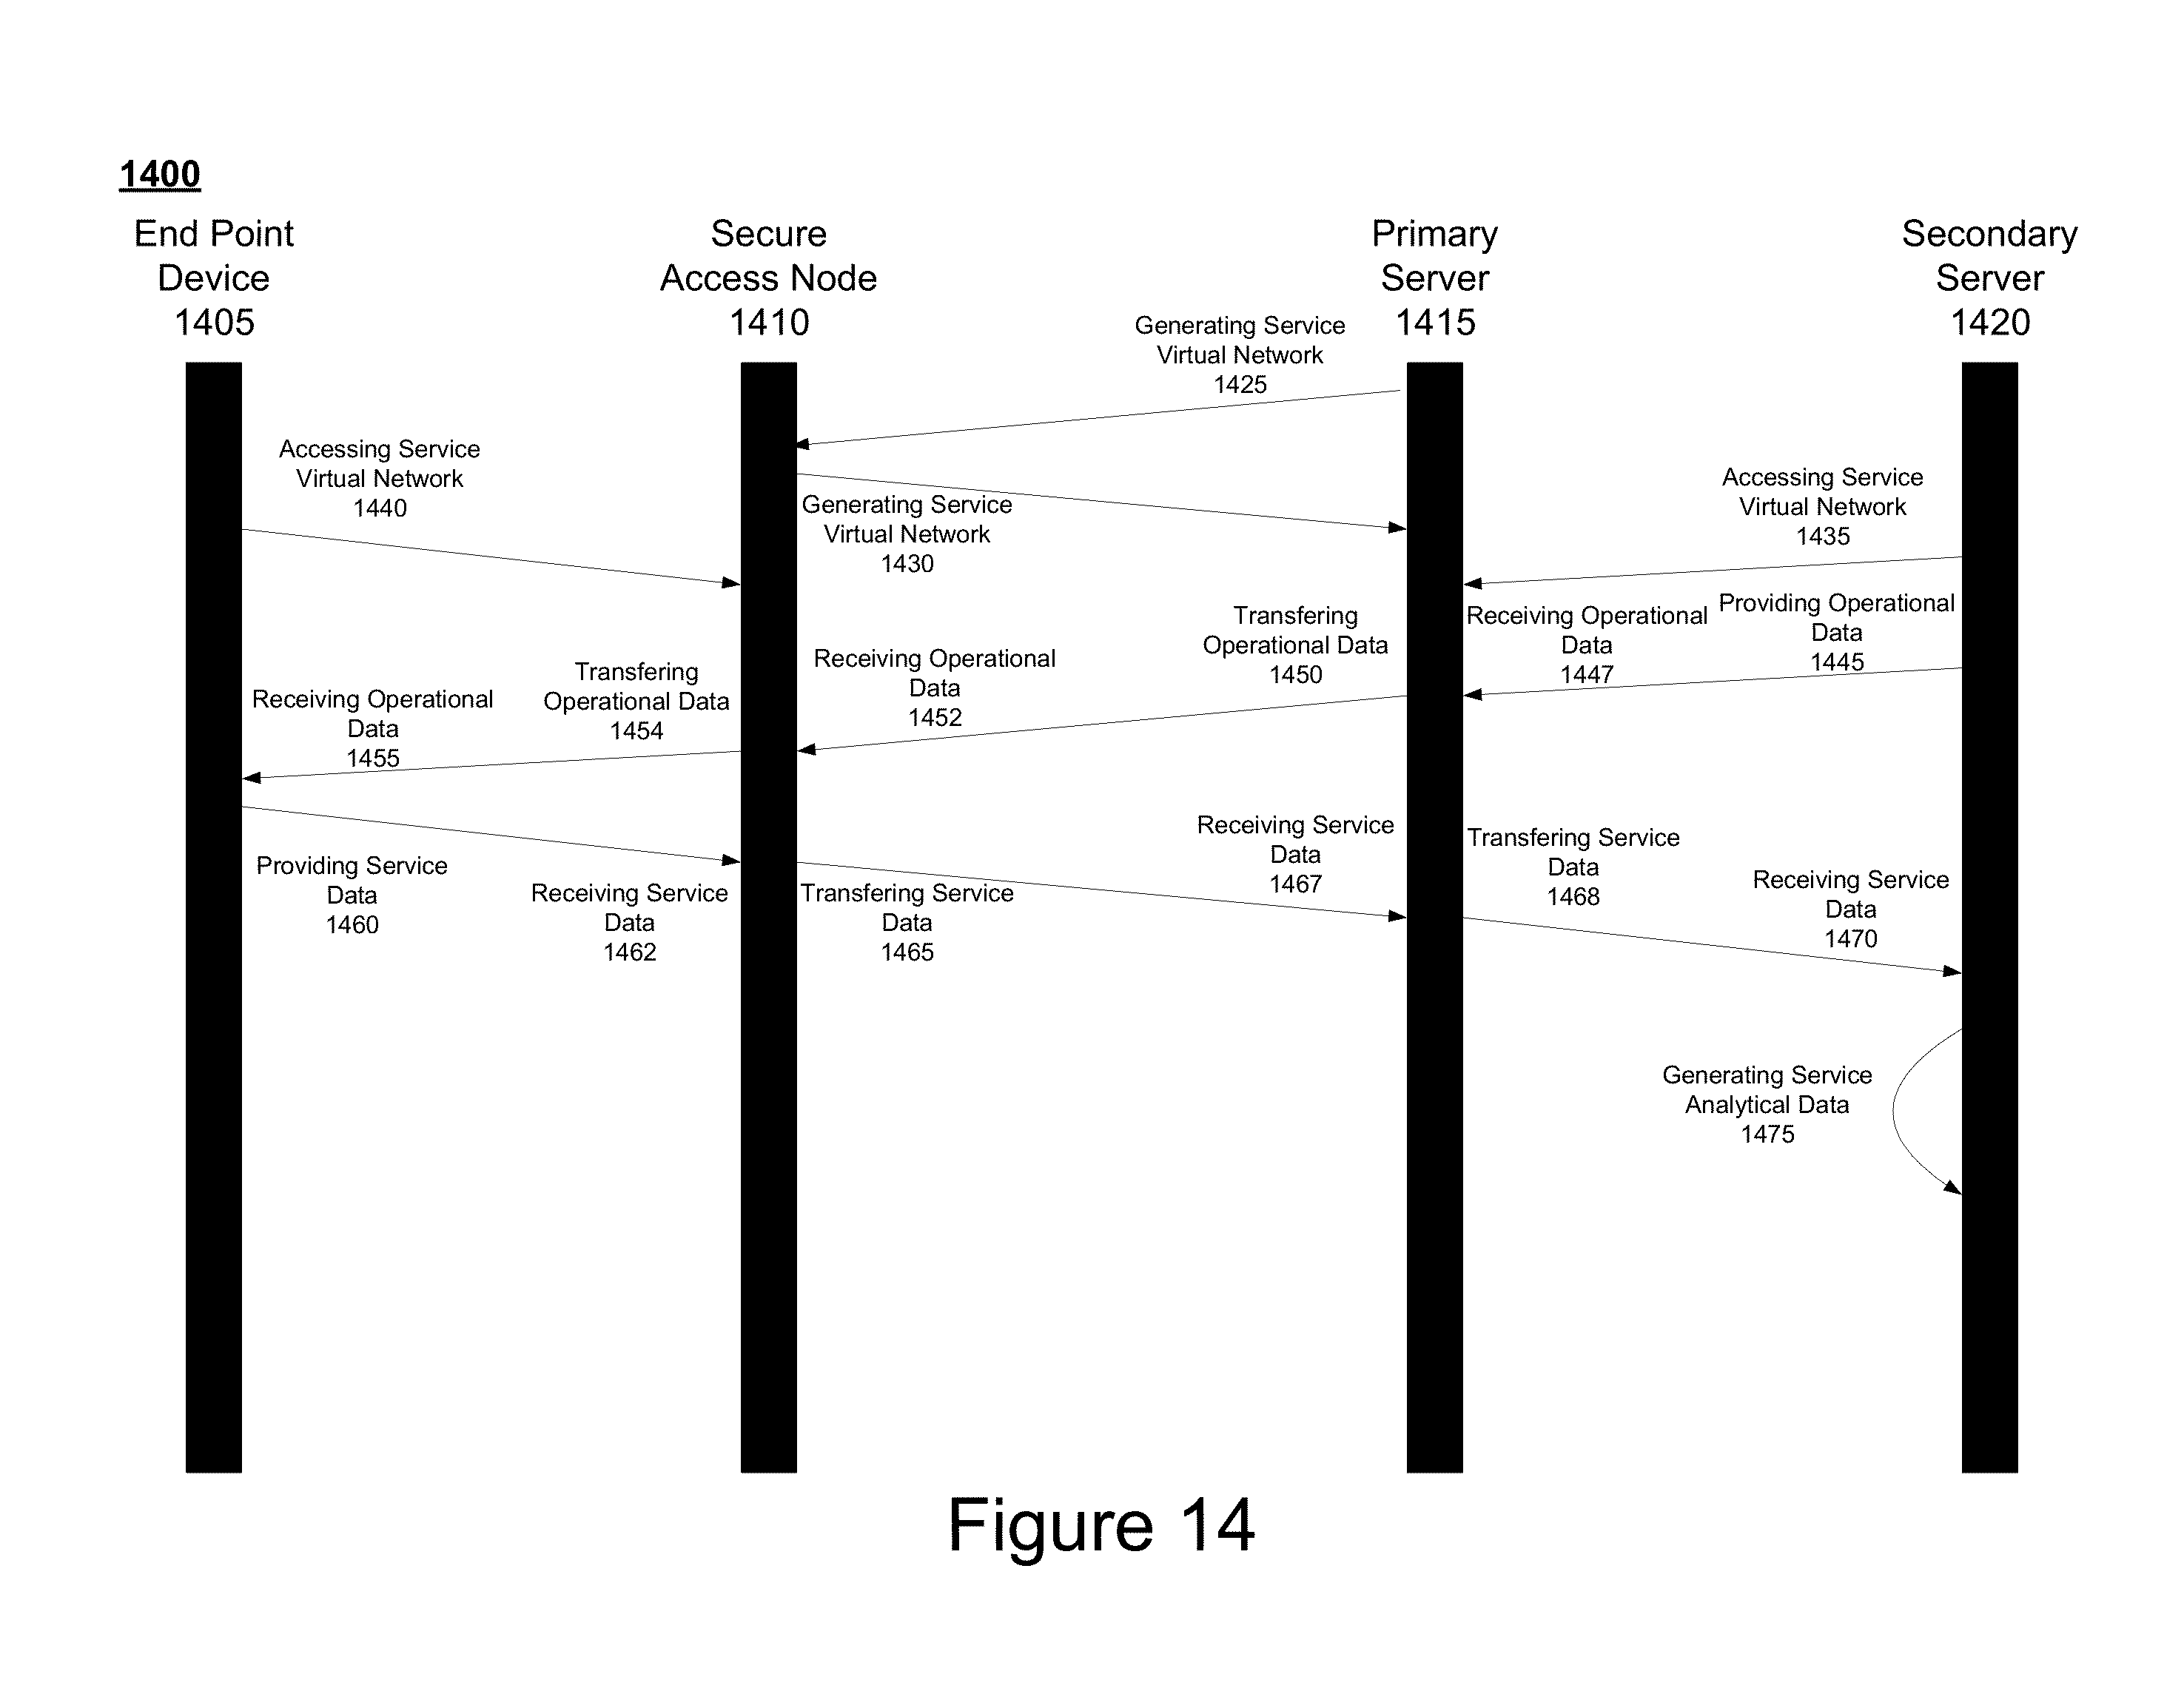 1400
End Point
Device
1405
Secure
Access Node
1410
Primary
Server
1415
Secondary
Server
1420
Generating Service
Virtual Network
1425
Accessing Service
Virtual Network
1440
Generating Service
Virtual Network
1430
Accessing Service
Virtual Network
1435
Receiving Operational
Data
1455
Transfering
Operational Data
1454
Receiving Operational
Data
1452
Transfering
Operational Data
1450
Receiving Operational
Data
1447
Providing Operational
Data
1445
Providing Service
Data
1460
Receiving Service
Data
1462
Transfering Service
Data
1465
Receiving Service
Data
1467
Transfering Service
Data
1468
Receiving Service
Data
1470
Generating Service
Analytical Data
1475
Figure 14